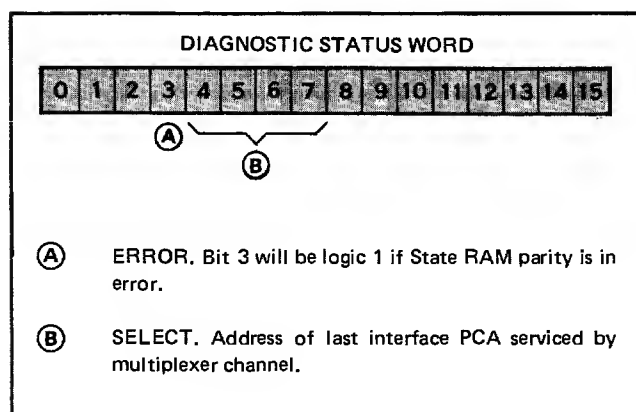 DIAGNOSTIC STATUS WORD
0 1 2 3 4 5 6 7 8 9 10 11 12 13 14 15
A
B
A ERROR. Bit 3 will be logic 1 if State RAM parity is in
error.
B SELECT. Address of last interface PCA serviced by
multiplexer channel.